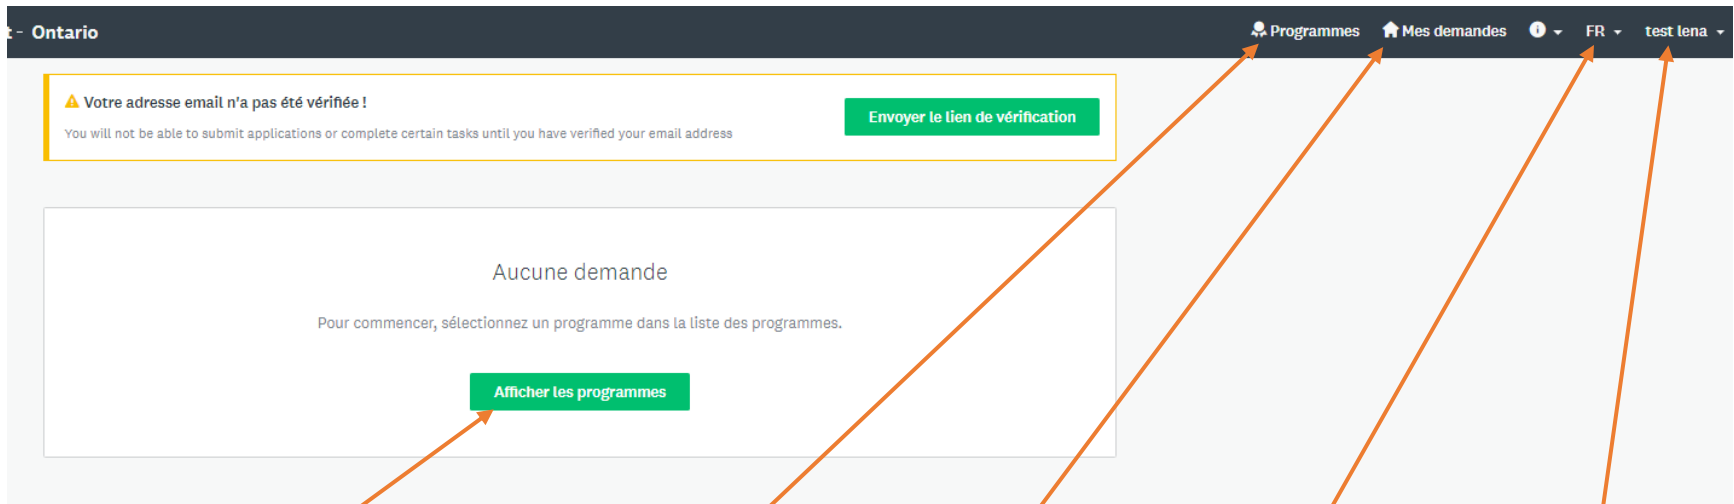 t - Ontario
Programmes Mes demandes FR test lena
Votre adresse email n'a pas été vérifiée !
You will not be able to submit applications or complete certain tasks until you have verified your email address
Envoyer le lien de vérification
Aucune demande
Pour commencer, sélectionnez un programme dans la liste des programmes.
Afficher les programmes